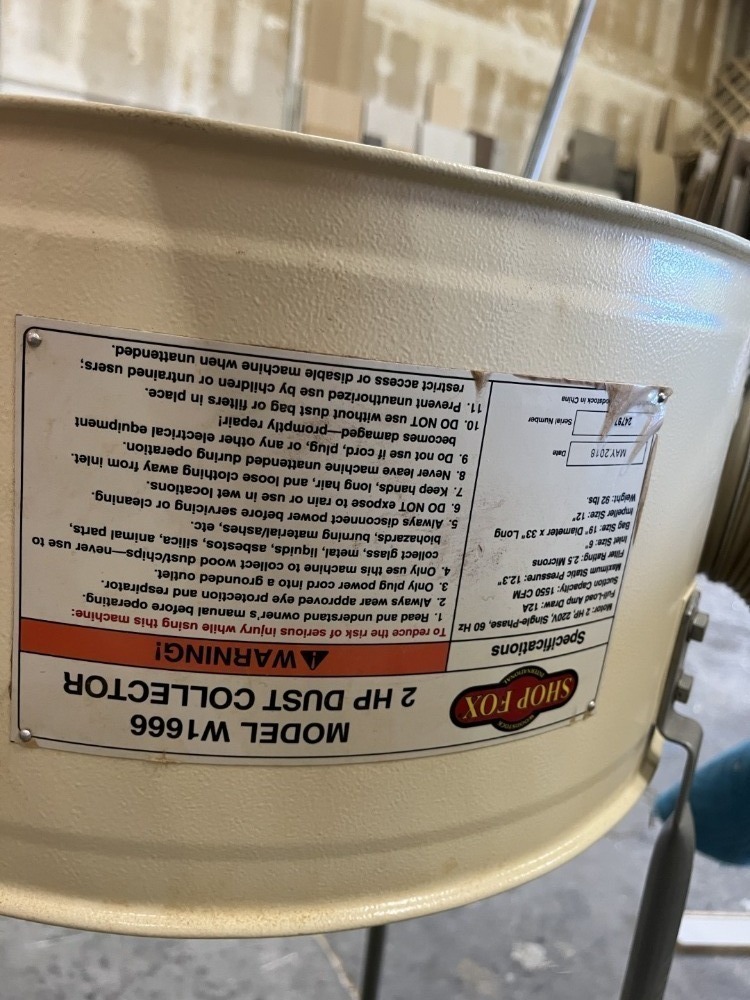 WOODSTOCK
SHOP FOX
INTERNATIONAL
MODEL W1666
2 HP DUST COLLECTOR
Specifications
Motor: 2 HP, 220V, Single-Phase, 60 Hz
Full-Load Amp Draw: 12A
Suction Capacity: 1550 CFM
Maximum Static Pressure: 12.3"
Filter Rating: 2.5 Microns
Inlet Size: 6"
Bag Size: 19" Diameter x 33" Long
Impeller Size: 12"
Weight: 92 lbs.
Date
MAY 2018
Serial Number
24797
odstock in China
WARNING!
To reduce the risk of serious injury while using this machine:
1. Read and understand owner's manual before operating.
2. Always wear approved eye protection and respirator.
3. Only plug power cord into a grounded outlet.
4. Only use this machine to collect wood dust/chips—never use to
collect glass, metal, liquids, asbestos, silica, animal parts,
biohazards, burning material/ashes, etc.
5. Always disconnect power before servicing or cleaning.
6. DO NOT expose to rain or use in wet locations.
7. Keep hands, long hair, and loose clothing away from inlet.
8. Never leave machine unattended during operation.
9. Do not use if cord, plug, or any other electrical equipment
becomes damaged—promptly repair!
10. DO NOT use without dust bag or filters in place.
11. Prevent unauthorized use by children or untrained users;
restrict access or disable machine when unattended.